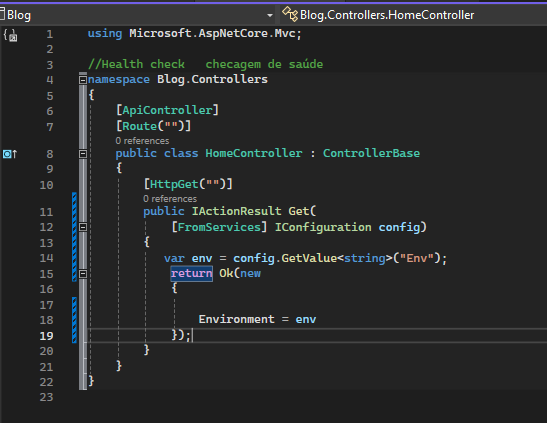 Blog Blog.Controllers.HomeController
1 using Microsoft.AspNetCore.Mvc;
2
3 //Health check   checagem de saúde
4 namespace Blog.Controllers
5 {
6 [ApiController]
7 [Route("")]
0 references
8 public class HomeController : ControllerBase
9 {
10 [HttpGet("")]
0 references
11 public IActionResult Get(
12 [FromServices] IConfiguration config)
13 {
14 var env = config.GetValue<string>("Env");
15 return Ok(new
16 {
17
18 Environment = env
19 });
20 }
21 }
22 }
23